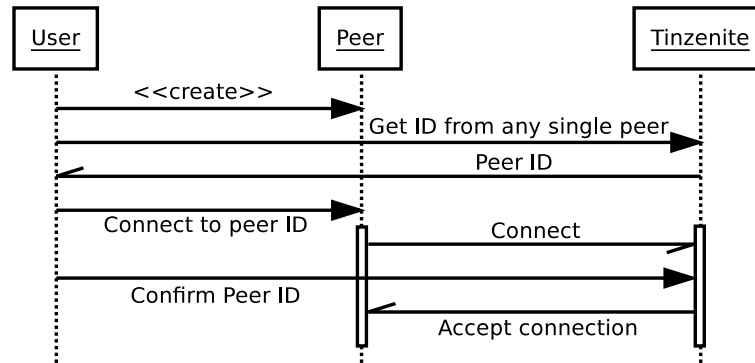 User
Peer
Tinzenite
<<create>>
Get ID from any single peer
Peer ID
Connect to peer ID
Connect
Confirm Peer ID
Accept connection